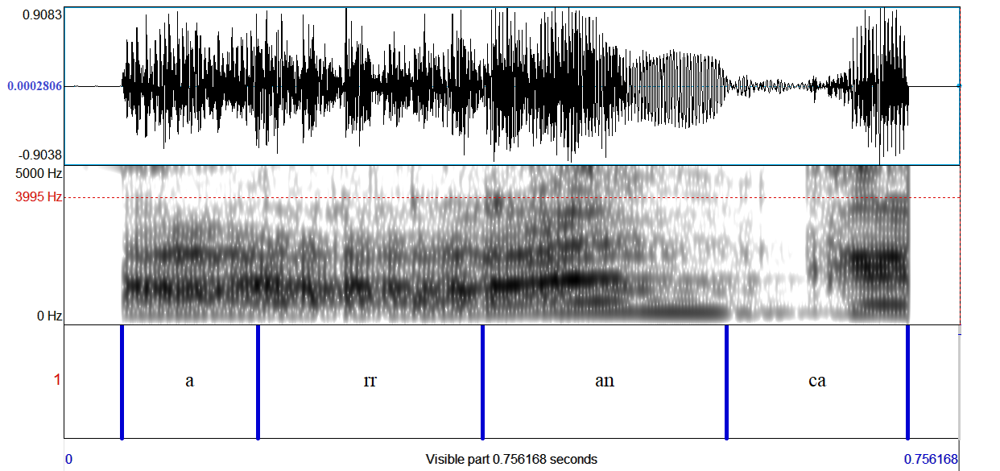 0.9083
0.0002806
-0.9038
5000 Hz
3995 Hz
0 Hz
1
a rr an ca
0 Visible part 0.756168 seconds 0.756168